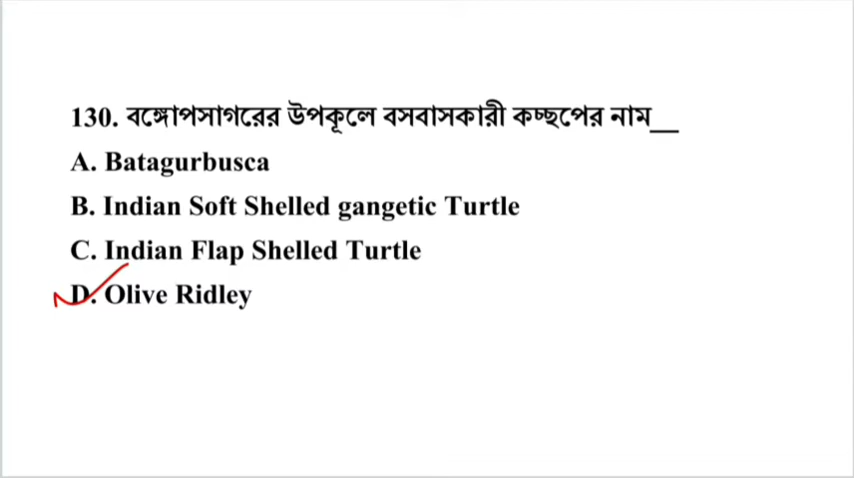 130. বঙ্গোপসাগরের উপকূলে বসবাসকারী কচ্ছপের নাম__
A. Batagurbusca
B. Indian Soft Shelled gangetic Turtle
C. Indian Flap Shelled Turtle
D. Olive Ridley